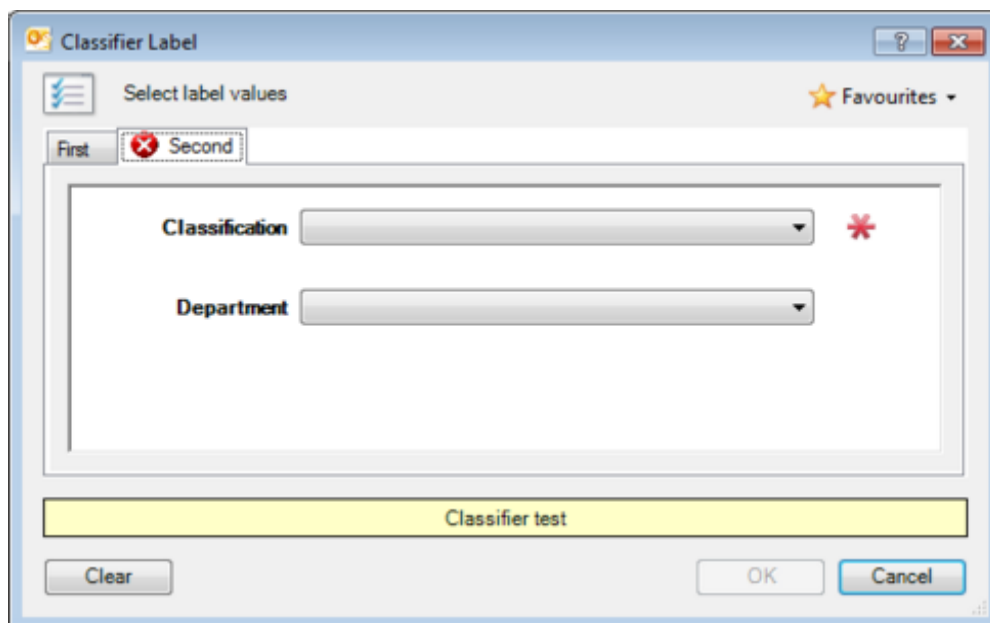 Classifier Label
Select label values
Favourites
First
Second
Classification
Department
Classifier test
Clear
OK
Cancel